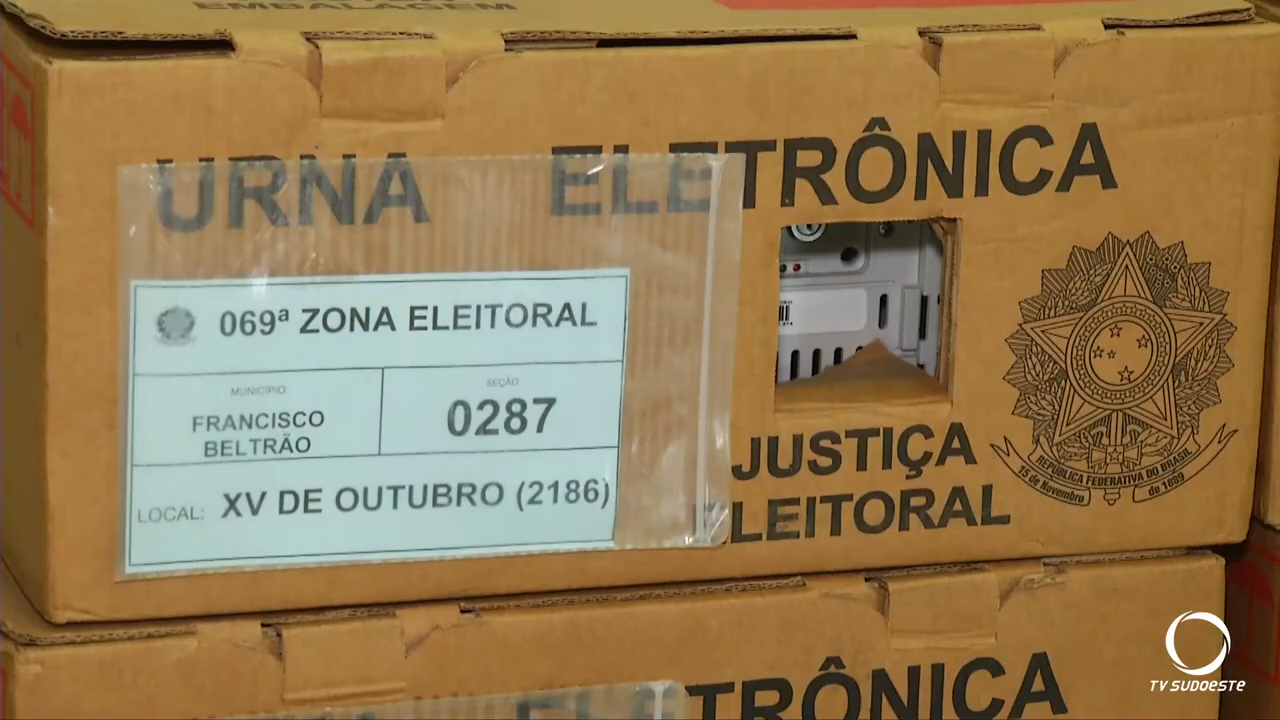 EMBALAGEM
URNA ELETRÔNICA
069ª ZONA ELEITORAL
MUNICÍPIO
FRANCISCO
BELTRÃO
SEÇÃO
0287
LOCAL: XV DE OUTUBRO (2186)
JUSTIÇA
ELEITORAL
REPÚBLICA FEDERATIVA DO BRASIL
15 de Novembro
de 1889
ELETRÔNICA
TV SUDOESTE